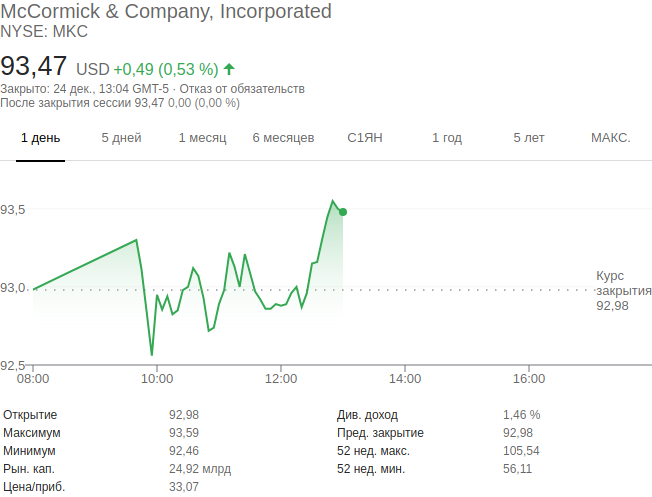 McCormick & Company, Incorporated
NYSE: MKC
93,47 USD +0,49 (0,53 %)
Закрыто: 24 дек., 13:04 GMT-5 · Отказ от обязательств
После закрытия сессии 93,47 0,00 (0,00 %)
1 день 5 дней 1 месяц 6 месяцев С1ЯН 1 год 5 лет МАКС.
93,5
93,0
Курс
закрытия
92,98
92,5
08:00 10:00 12:00 14:00 16:00
Открытие 92,98 Див. доход 1,46 %
Максимум 93,59 Пред. закрытие 92,98
Минимум 92,46 52 нед. макс. 105,54
Рын. кап. 24,92 млрд 52 нед. мин. 56,11
Цена/приб. 33,07